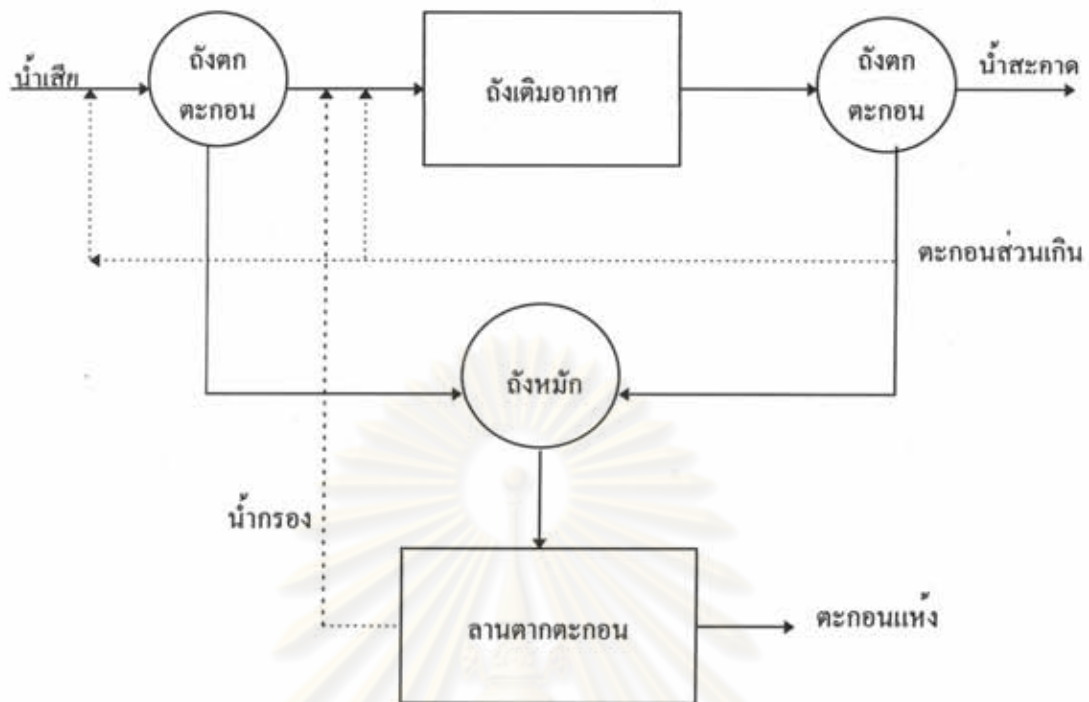 น้ำเสีย
ถังตก
ตะกอน
ถังเติมอากาศ
ถังตก
ตะกอน
น้ำสะอาด
ตะกอนส่วนเกิน
ถังหมัก
น้ำกรอง
ลานตากตะกอน
ตะกอนแห้ง